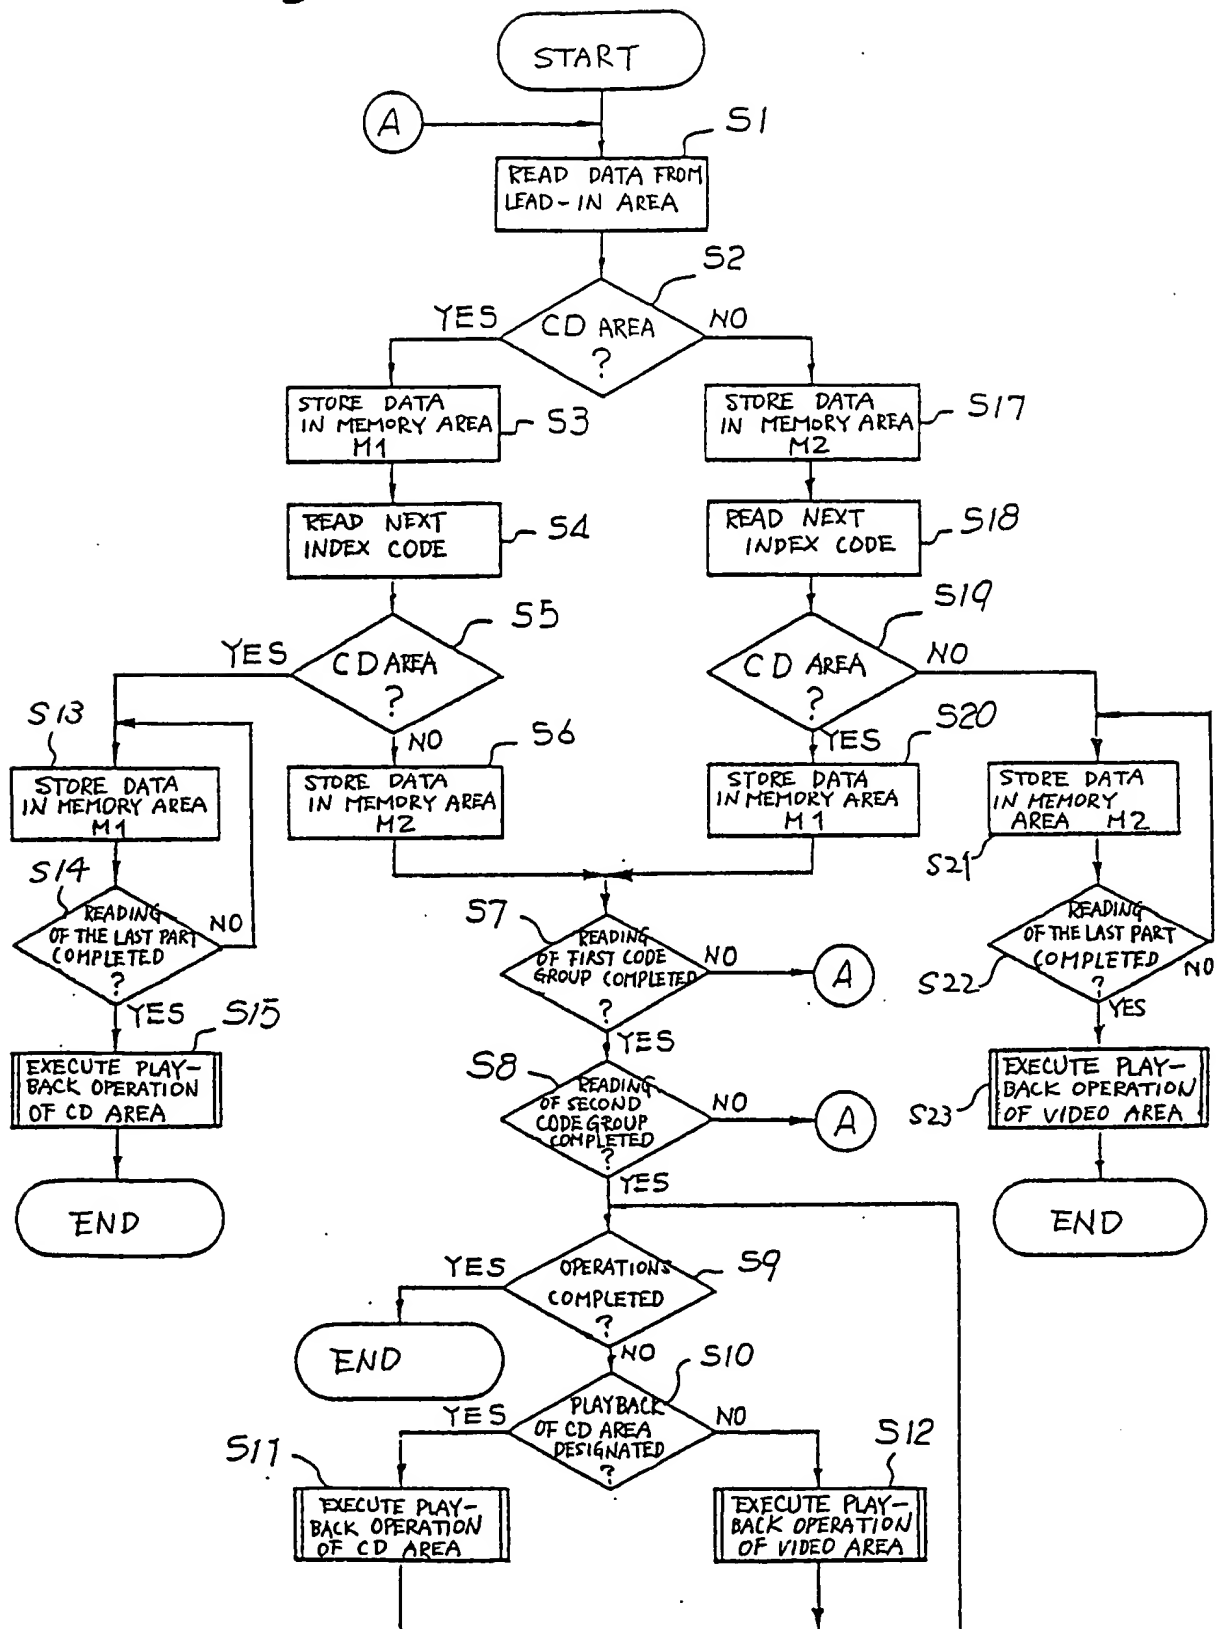 START
A
S1
READ DATA FROM
LEAD-IN AREA
S2
YES
CD AREA
?
NO
STORE DATA
IN MEMORY AREA
M1
S3
STORE DATA
IN MEMORY AREA
M2
S17
READ NEXT
INDEX CODE
S4
READ NEXT
INDEX CODE
S18
S5
YES
CD AREA
?
NO
S19
CD AREA
?
NO
YES
S13
STORE DATA
IN MEMORY AREA
M1
S6
STORE DATA
IN MEMORY AREA
M2
S20
STORE DATA
IN MEMORY AREA
M1
STORE DATA
IN MEMORY
AREA M2
S21
S14
READING
OF THE LAST PART
COMPLETED
?
NO
YES
S7
READING
OF FIRST CODE
GROUP COMPLETED
?
NO
A
YES
READING
OF THE LAST PART
COMPLETED
?
S22
NO
YES
S15
EXECUTE PLAY-
BACK OPERATION
OF CD AREA
S8
READING
OF SECOND
CODE GROUP
COMPLETED
?
NO
A
YES
EXECUTE PLAY-
BACK OPERATION
OF VIDEO AREA
S23
END
END
YES
OPERATIONS
COMPLETED
?
S9
END
NO
S10
YES
PLAYBACK
OF CD AREA
DESIGNATED
?
NO
S11
EXECUTE PLAY-
BACK OPERATION
OF CD AREA
S12
EXECUTE PLAY-
BACK OPERATION
OF VIDEO AREA